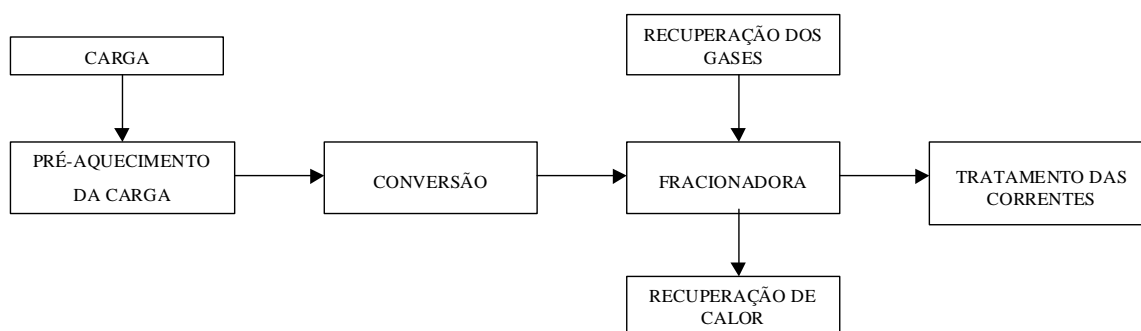 CARGA
RECUPERAÇÃO DOS
GASES
PRÉ-AQUECIMENTO
DA CARGA
CONVERSÃO
FRACIONADORA
TRATAMENTO DAS
CORRENTES
RECUPERAÇÃO DE
CALOR